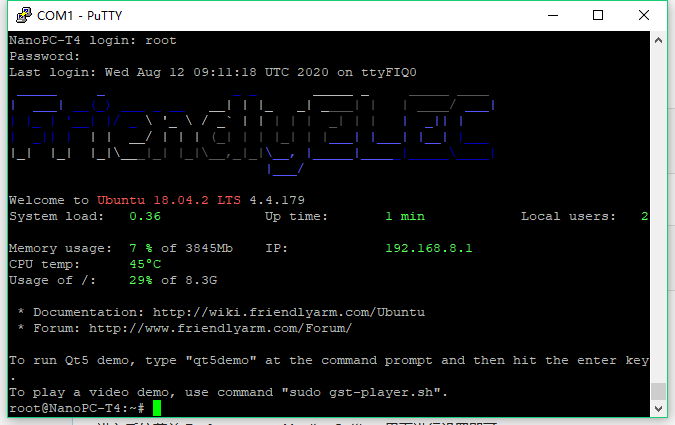 COM1 - PuTTY
NanoPC-T4 login: root
Password:
Last login: Wed Aug 12 09:11:18 UTC 2020 on ttyFIQ0
FriendlyELEC
Welcome to Ubuntu 18.04.2 LTS 4.4.179
System load: 0.36 Up time: 1 min Local users: 2
Memory usage: 7 % of 3845Mb IP: 192.168.8.1
CPU temp: 45°C
Usage of /: 29% of 8.3G
* Documentation: http://wiki.friendlyarm.com/Ubuntu
* Forum: http://www.friendlyarm.com/Forum/
To run Qt5 demo, type "qt5demo" at the command prompt and then hit the enter key
.
To play a video demo, use command "sudo gst-player.sh".
root@NanoPC-T4:~#